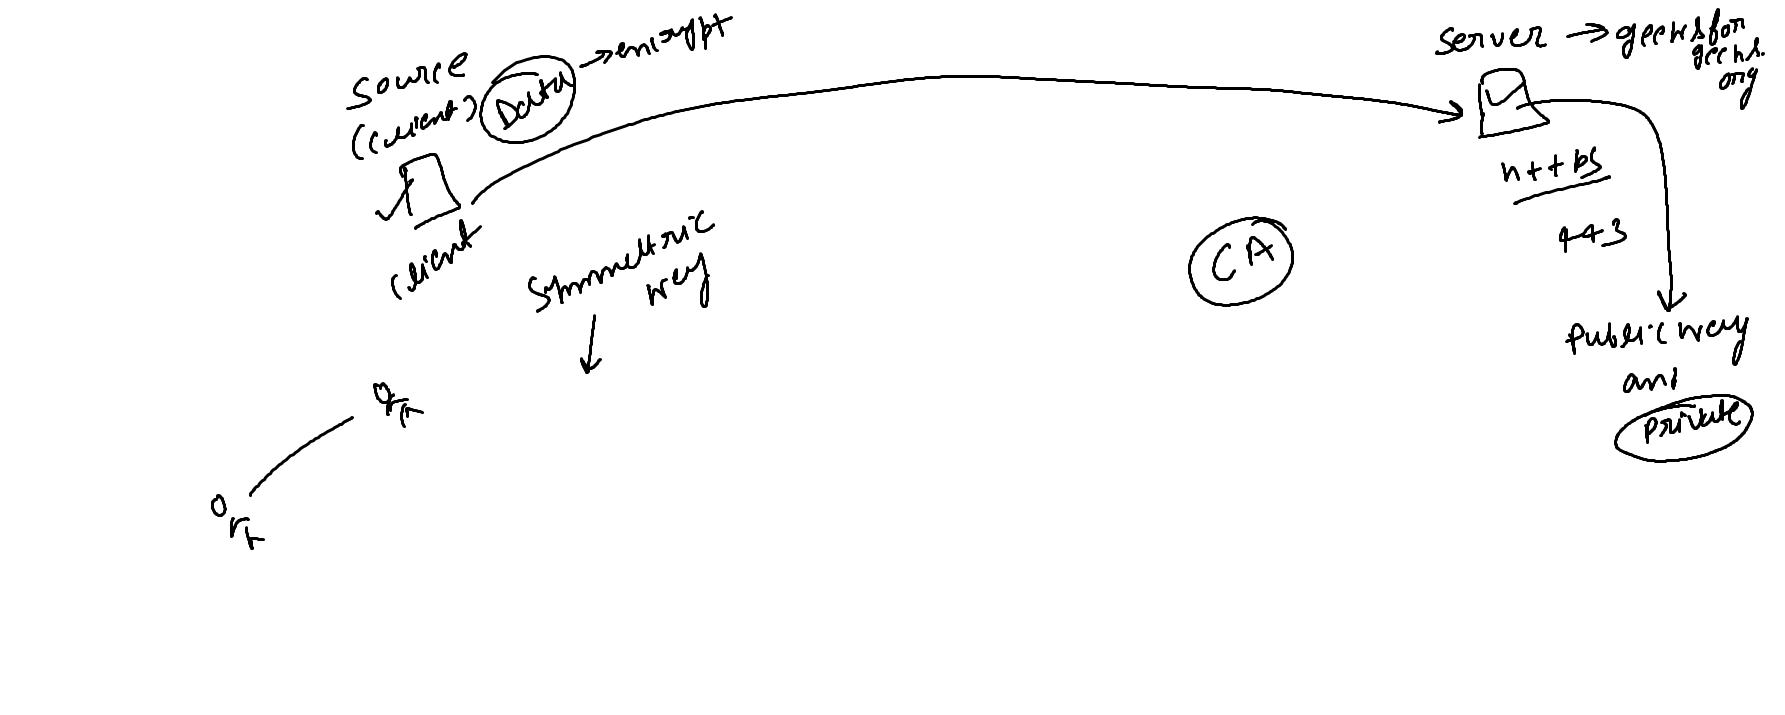 Source
(client)
Data
→ encrypt
client
Symmetric
key
CA
Server → geeksfor
geeks.
org
https
443
Public key
and
Private